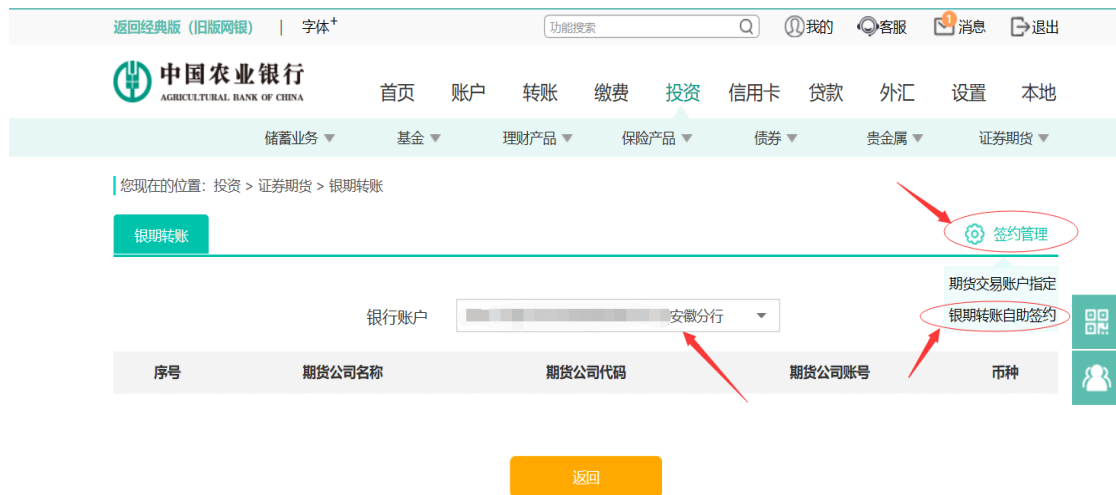 返回经典版（旧版网银） | 字体+ 功能搜索 我的 客服 1 消息 退出
中国农业银行
AGRICULTURAL BANK OF CHINA
首页 账户 转账 缴费 投资 信用卡 贷款 外汇 设置 本地
储蓄业务 基金 理财产品 保险产品 债券 贵金属 证券期货
您现在的位置：投资 > 证券期货 > 银期转账
银期转账 签约管理
期货交易账户指定
银行账户 安徽分行 银期转账自助签约
序号 期货公司名称 期货公司代码 期货公司账号 币种
返回